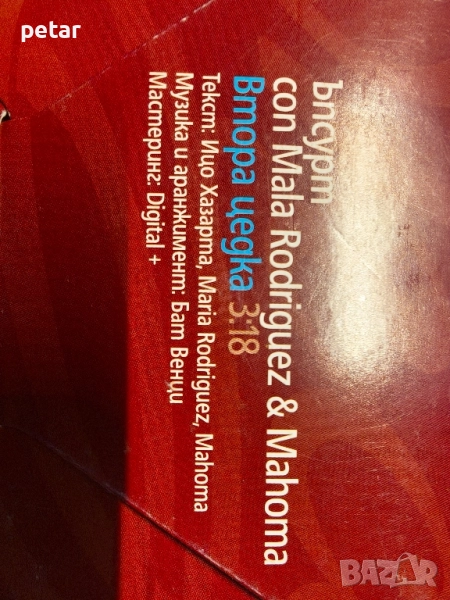 petar
Ъпсурт
con Mala Rodriguez & Mahoma
Втора цедка 3:18
Текст: Ицо Хазарта, Maria Rodriguez, Mahoma
Музика и аранжимент: Бат Венци
Мастеринг: Digital +
BAZAR